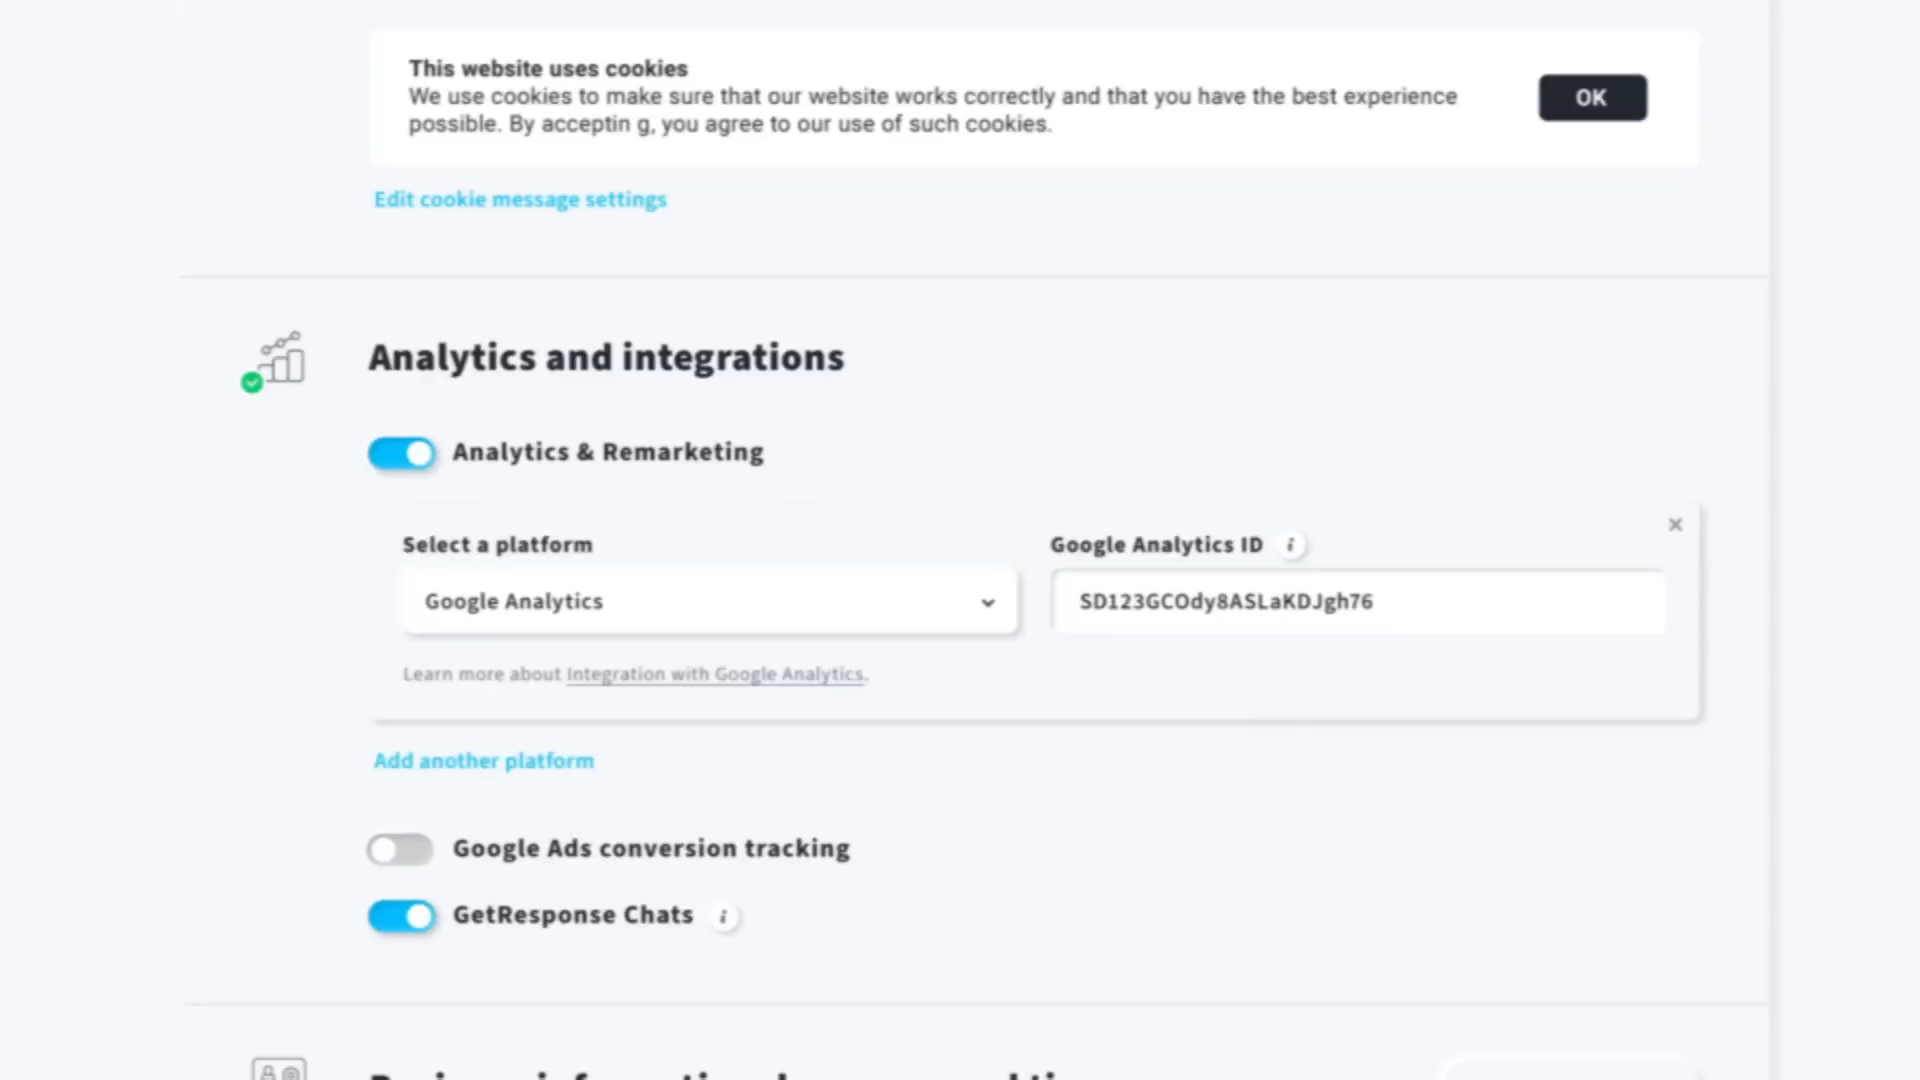 This website uses cookies
We use cookies to make sure that our website works correctly and that you have the best experience
possible. By acceptin g, you agree to our use of such cookies.
OK
Edit cookie message settings
Analytics and integrations
Analytics & Remarketing
Select a platform
Google Analytics ID i
Google Analytics
SD123GCOdy8ASLaKDJgh76
Learn more about Integration with Google Analytics.
Add another platform
Google Ads conversion tracking
GetResponse Chats i